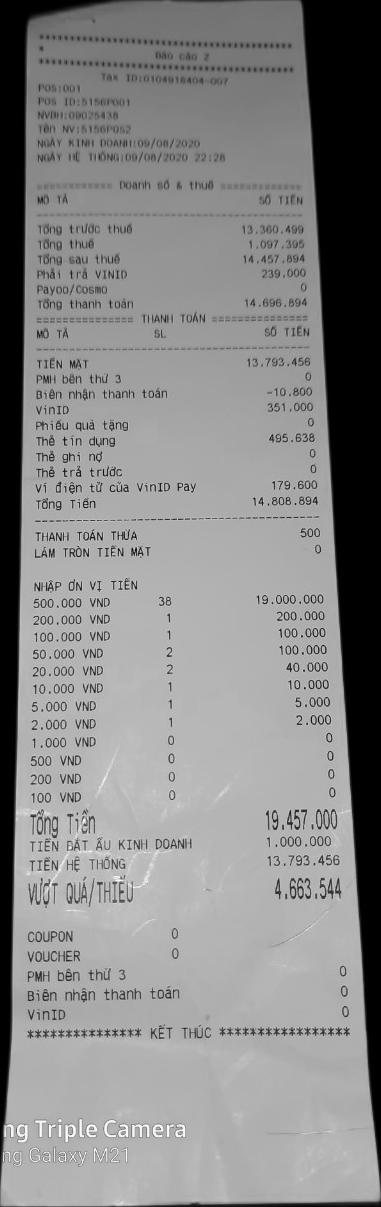 ****************************************
*
Báo cáo Z
****************************************
Tax ID:0104918404-007
POS:001
POS ID:5156P001
NVBH:09025438
Tên NV:5156POS2
NGÀY KINH DOANH:09/08/2020
NGÀY HỆ THỐNG:09/08/2020 22:28
============ Doanh số & thuế ============
MÔ TẢ SỐ TIỀN
----------------------------------------
Tổng trước thuế 13.360.499
Tổng thuế 1.097.395
Tổng sau thuế 14.457.894
Phải trả VINID 239.000
Payoo/Cosmo 0
Tổng thanh toán 14.696.894
=============== THANH TOÁN ===============
MÔ TẢ SL SỐ TIỀN
----------------------------------------
TIỀN MẶT 13.793.456
PMH bên thứ 3 0
Biên nhận thanh toán -10.800
VinID 351.000
Phiếu quà tặng 0
Thẻ tín dụng 495.638
Thẻ ghi nợ 0
Thẻ trả trước 0
Ví điện tử của VinID Pay 179.600
Tổng Tiền 14.808.894
----------------------------------------
THANH TOÁN THỪA 500
LÀM TRÒN TIỀN MẶT 0
NHẬP ƠN VỊ TIỀN
500.000 VND 38 19.000.000
200.000 VND 1 200.000
100.000 VND 1 100.000
50.000 VND 2 100.000
20.000 VND 2 40.000
10.000 VND 1 10.000
5.000 VND 1 5.000
2.000 VND 1 2.000
1.000 VND 0 0
500 VND 0 0
200 VND 0 0
100 VND 0 0
Tổng Tiền 19.457.000
TIỀN BẮT ẦU KINH DOANH 1.000.000
TIỀN HỆ THỐNG 13.793.456
VƯỢT QUÁ/THIẾU 4.663.544
COUPON 0
VOUCHER 0
PMH bên thứ 3 0
Biên nhận thanh toán 0
VinID 0
*************** KẾT THÚC *****************
ng Triple Camera
ng Galaxy M21